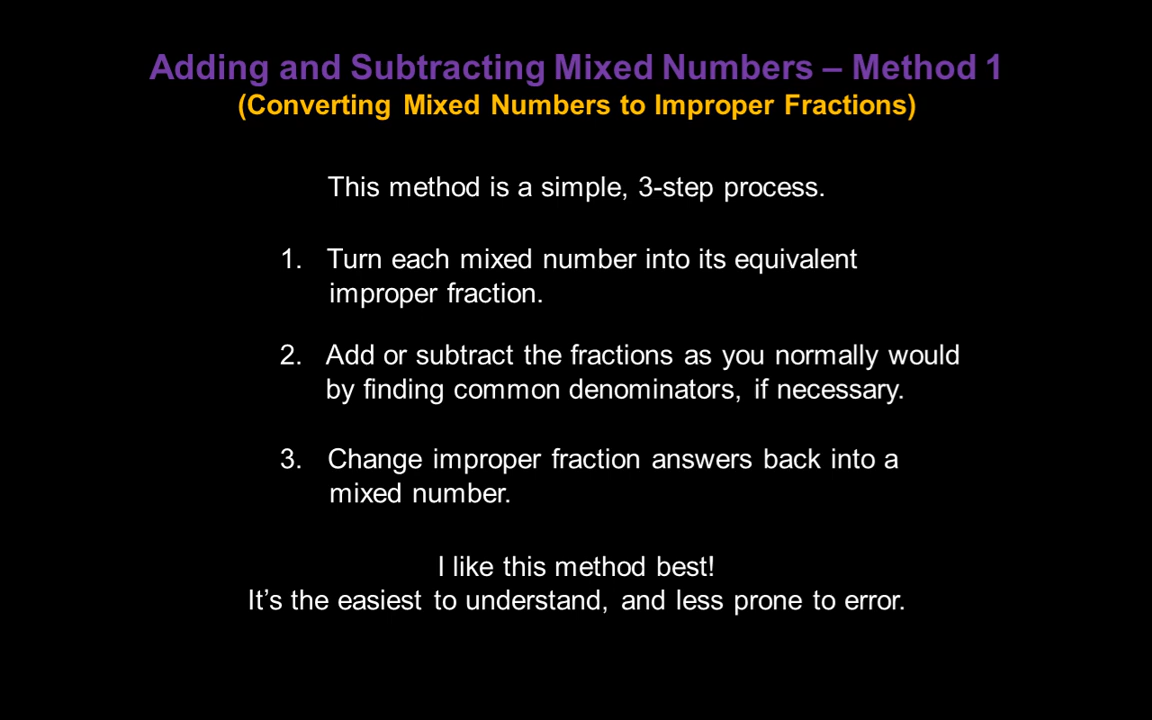 Adding and Subtracting Mixed Numbers – Method 1
(Converting Mixed Numbers to Improper Fractions)
This method is a simple, 3-step process.
1. Turn each mixed number into its equivalent
improper fraction.
2. Add or subtract the fractions as you normally would
by finding common denominators, if necessary.
3. Change improper fraction answers back into a
mixed number.
I like this method best!
It’s the easiest to understand, and less prone to error.